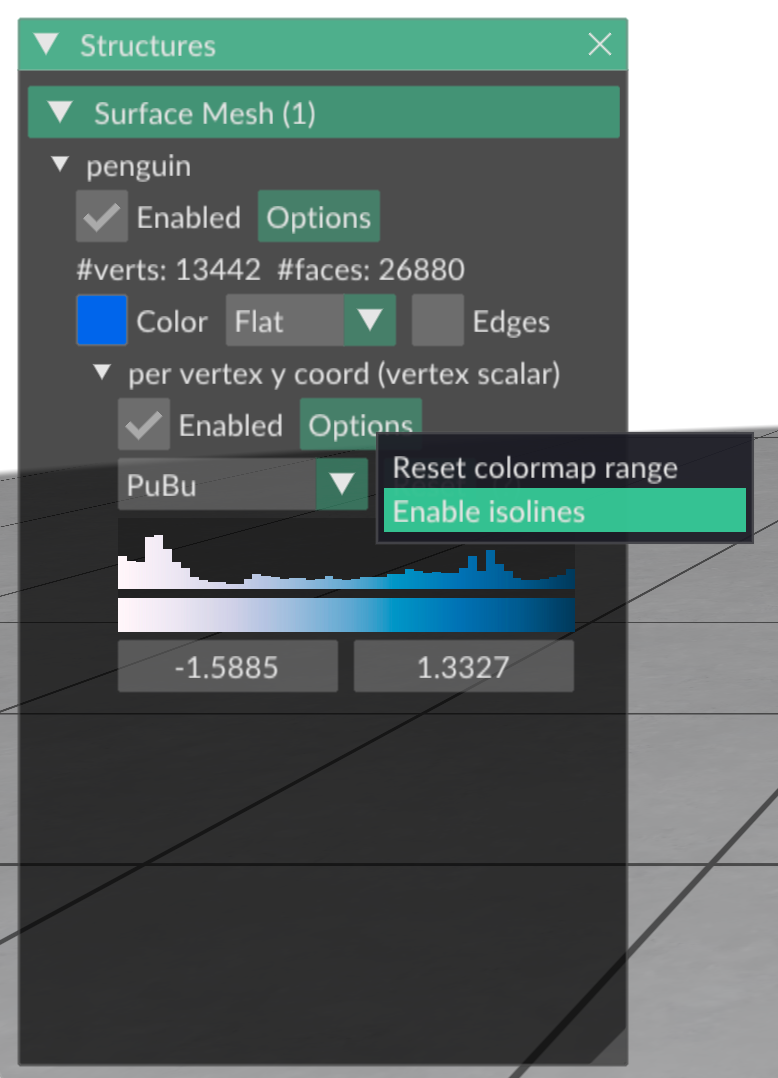 Structures
Surface Mesh (1)
penguin
Enabled Options
#verts: 13442 #faces: 26880
Color Flat Edges
per vertex y coord (vertex scalar)
Enabled Options
Reset colormap range
PuBu
Enable isolines
-1.5885 1.3327